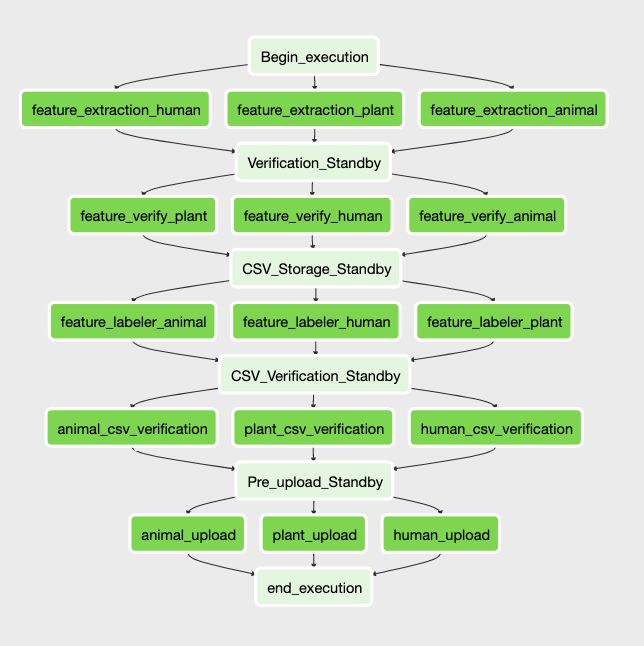 Begin_execution
feature_extraction_human
feature_extraction_plant
feature_extraction_animal
Verification_Standby
feature_verify_plant
feature_verify_human
feature_verify_animal
CSV_Storage_Standby
feature_labeler_animal
feature_labeler_human
feature_labeler_plant
CSV_Verification_Standby
animal_csv_verification
plant_csv_verification
human_csv_verification
Pre_upload_Standby
animal_upload
plant_upload
human_upload
end_execution